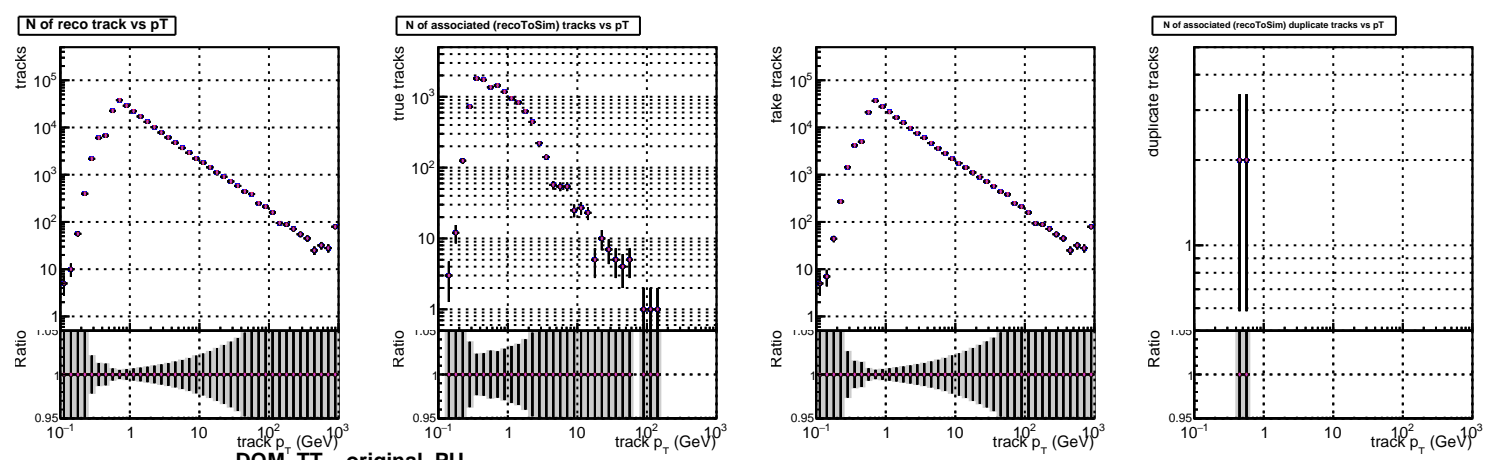 N of reco track vs pT
N of associated (recoToSim) tracks vs pT
N of associated (recoToSim) duplicate tracks vs pT
tracks
10^5
10^4
10^3
10^2
10
1
Ratio
1.05
1
0.95
10^-1 1 10 10^2 10^3
track p_T (GeV)
true tracks
10^3
10^2
10
1
Ratio
1.05
1
0.95
10^-1 1 10 10^2 10^3
track p_T (GeV)
fake tracks
10^5
10^4
10^3
10^2
10
1
Ratio
1.05
1
0.95
10^-1 1 10 10^2 10^3
track p_T (GeV)
duplicate tracks
1
Ratio
1.05
1
0.95
10^-1 1 10 10^2 10^3
track p_T (GeV)